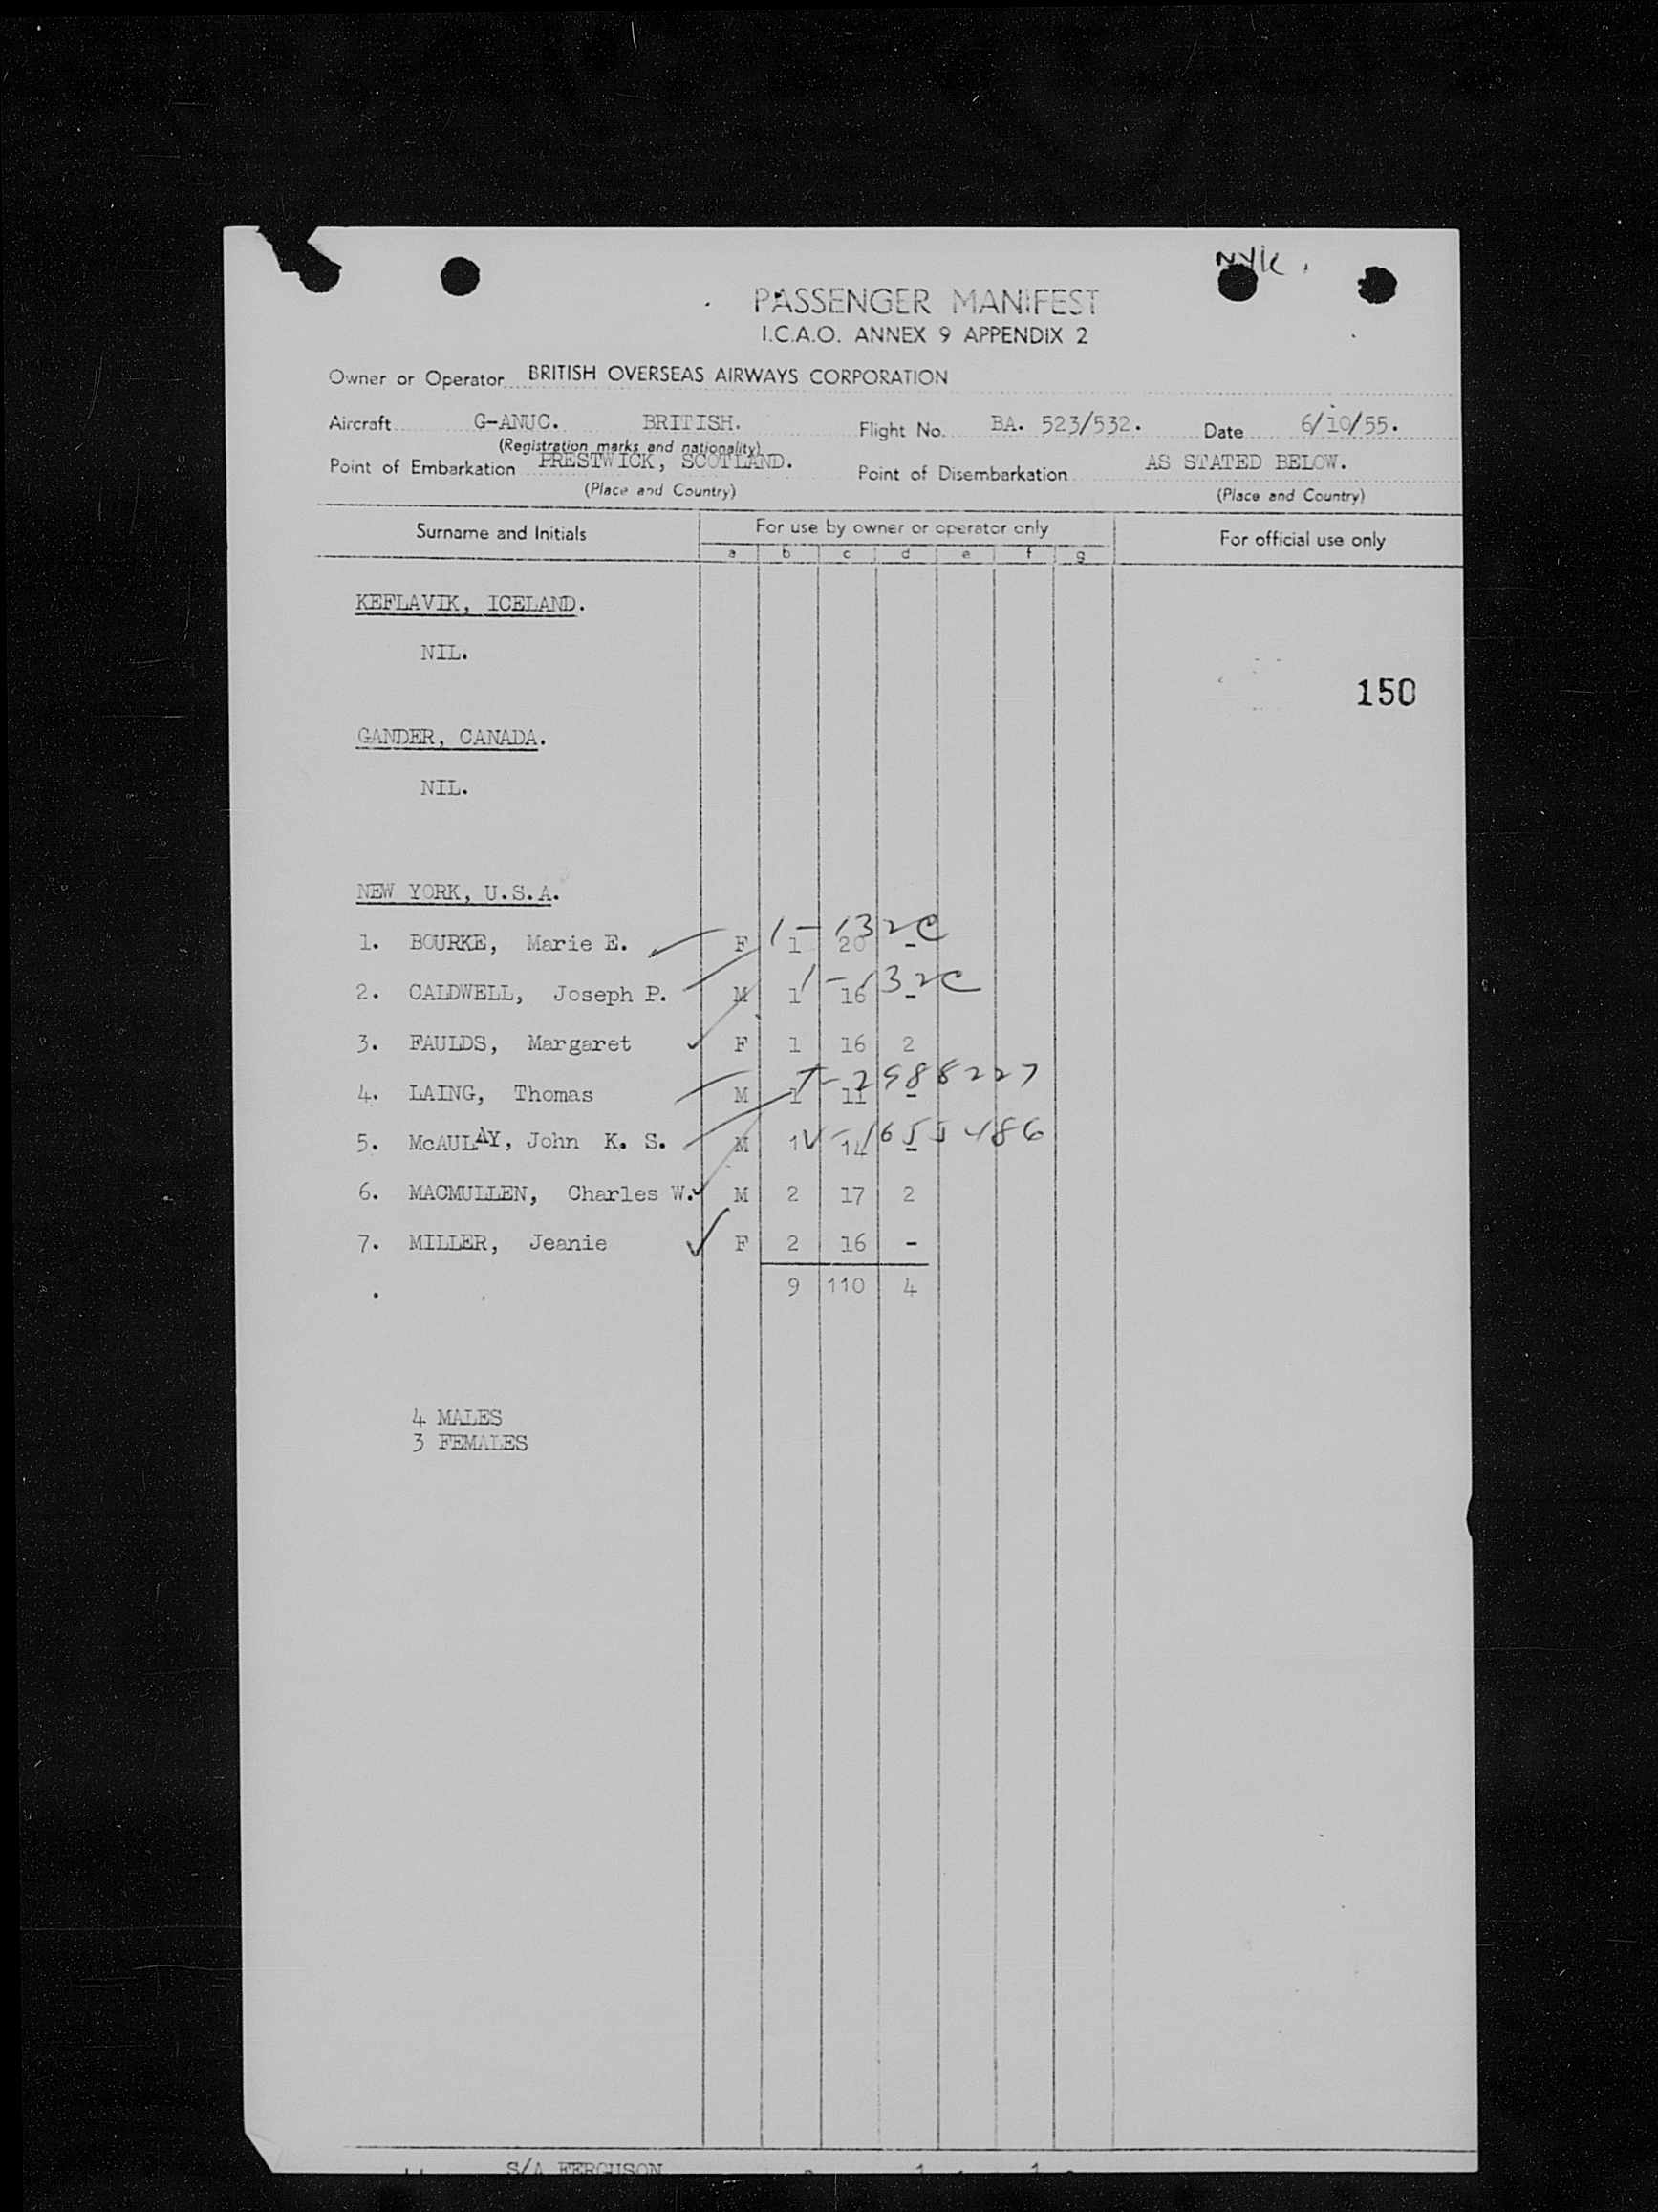 NYK.
PASSENGER MANIFEST
I.C.A.O. ANNEX 9 APPENDIX 2
Owner or Operator BRITISH OVERSEAS AIRWAYS CORPORATION
Aircraft G-ANUC. BRITISH. Flight No. BA. 523/532. Date 6/10/55.
(Registration marks and nationality)
Point of Embarkation PRESTWICK, SCOTLAND. Point of Disembarkation AS STATED BELOW.
(Place and Country) (Place and Country)
Surname and Initials For use by owner or operator only For official use only
a b c d e f g
KEFLAVIK, ICELAND.
NIL.
150
GANDER, CANADA.
NIL.
NEW YORK, U.S.A.
1-132C
1. BOURKE, Marie E. F 1 20 -
1-132C
2. CALDWELL, Joseph P. M 1 16 -
3. FAULDS, Margaret F 1 16 2
4. LAING, Thomas M 1 11 -
5. McAULAY, John K. S. M 1 14 -
6. MACMULLEN, Charles W. M 2 17 2
7. MILLER, Jeanie F 2 16 -
9 110 4
4 MALES
3 FEMALES
S/A FERGUSON